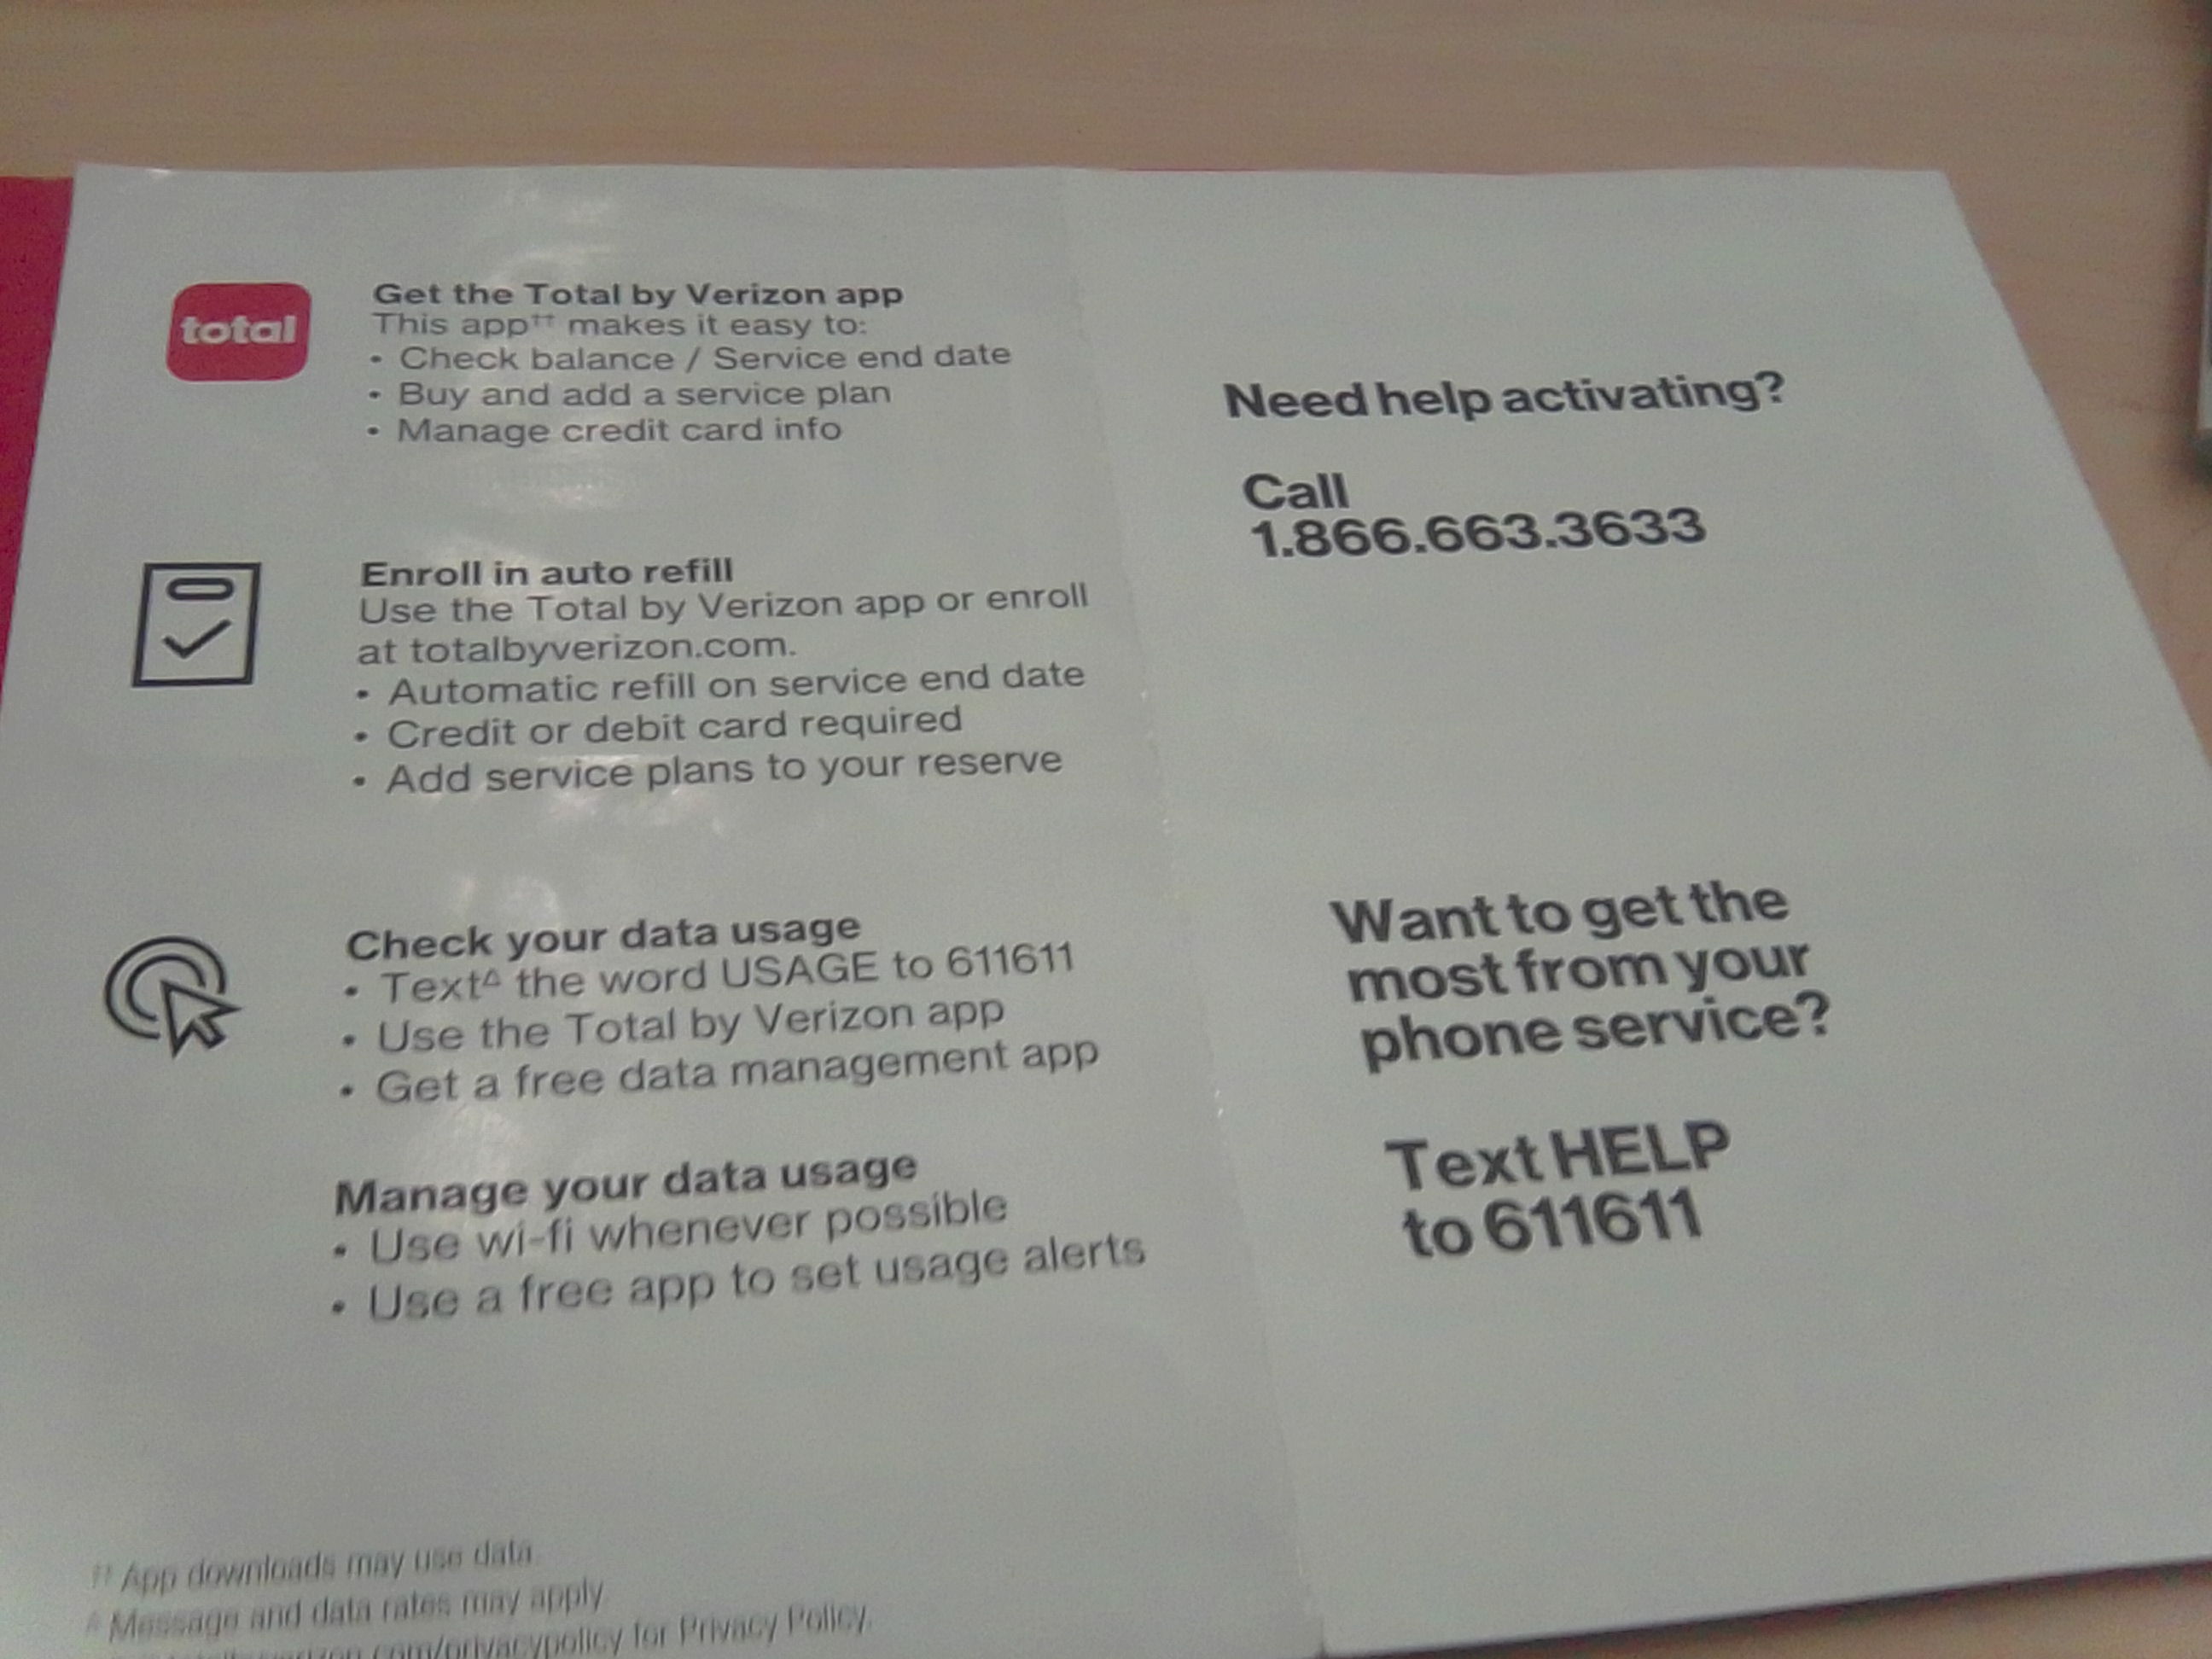 total
Get the Total by Verizon app
This app†† makes it easy to:
• Check balance / Service end date
• Buy and add a service plan
• Manage credit card info
Enroll in auto refill
Use the Total by Verizon app or enroll
at totalbyverizon.com.
• Automatic refill on service end date
• Credit or debit card required
• Add service plans to your reserve
Check your data usage
• Text∆ the word USAGE to 611611
• Use the Total by Verizon app
• Get a free data management app
Manage your data usage
• Use wi-fi whenever possible
• Use a free app to set usage alerts
†† App downloads may use data.
∆ Message and data rates may apply.
for Privacy Policy.
Need help activating?
Call
1.866.663.3633
Want to get the
most from your
phone service?
Text HELP
to 611611